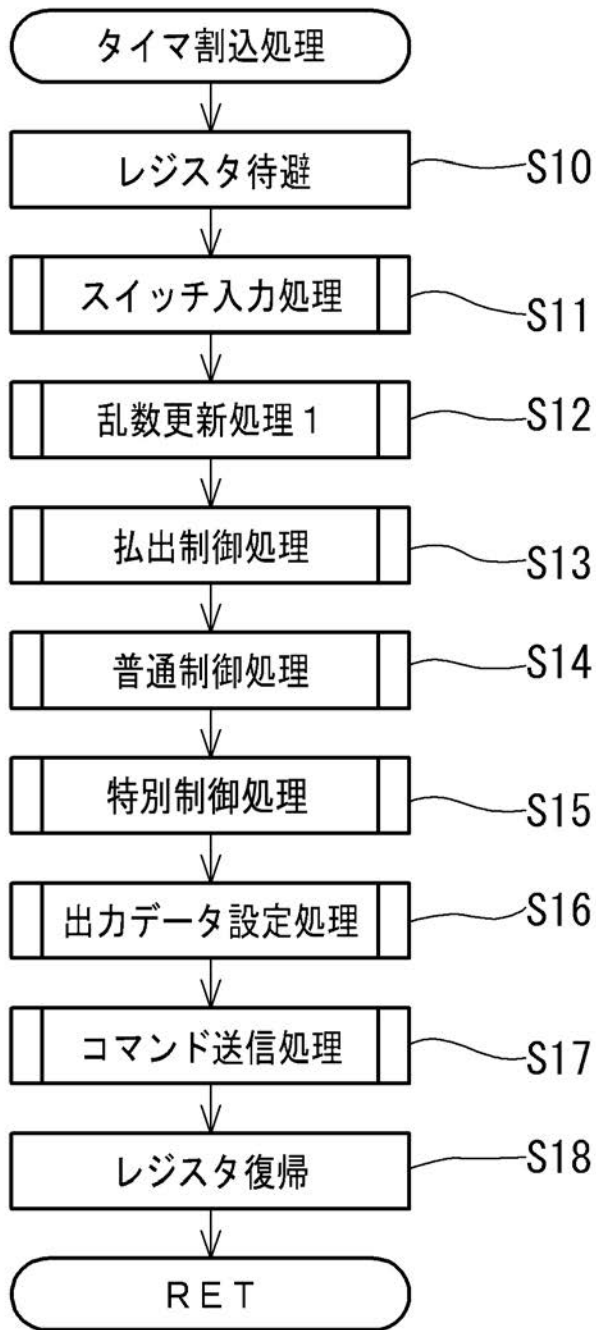 タイマ割込処理
レジスタ待避
S10
スイッチ入力処理
S11
乱数更新処理1
S12
払出制御処理
S13
普通制御処理
S14
特別制御処理
S15
出力データ設定処理
S16
コマンド送信処理
S17
レジスタ復帰
S18
RET